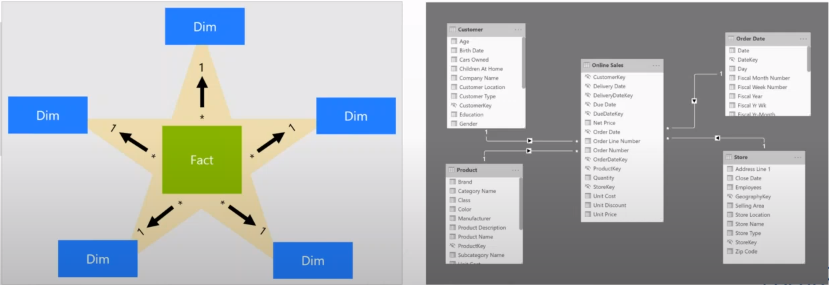 Dim
1
Dim
Dim
1
*
1
*
*
Fact
*
*
1
1
Dim
Dim
Customer
Age
Birth Date
Cars Owned
Children At Home
Company Name
Customer Location
Customer Type
CustomerKey
Education
Gender
Product
Brand
Category Name
Class
Color
Manufacturer
Product Description
Product Name
ProductKey
Subcategory Name
Online Sales
CustomerKey
Delivery Date
DeliveryDateKey
Due Date
DueDateKey
Net Price
Order Date
Order Line Number
Order Number
OrderDateKey
ProductKey
Quantity
StoreKey
Unit Cost
Unit Discount
Unit Price
Order Date
Date
DateKey
Day
Fiscal Month Number
Fiscal Week Number
Fiscal Year
Fiscal Yr Wk
Fiscal Yr-Month
Store
Address Line 1
Close Date
Employees
GeographyKey
Selling Area
Store Location
Store Name
Store Type
StoreKey
Zip Code
1
1
1
1
*
*
*
*